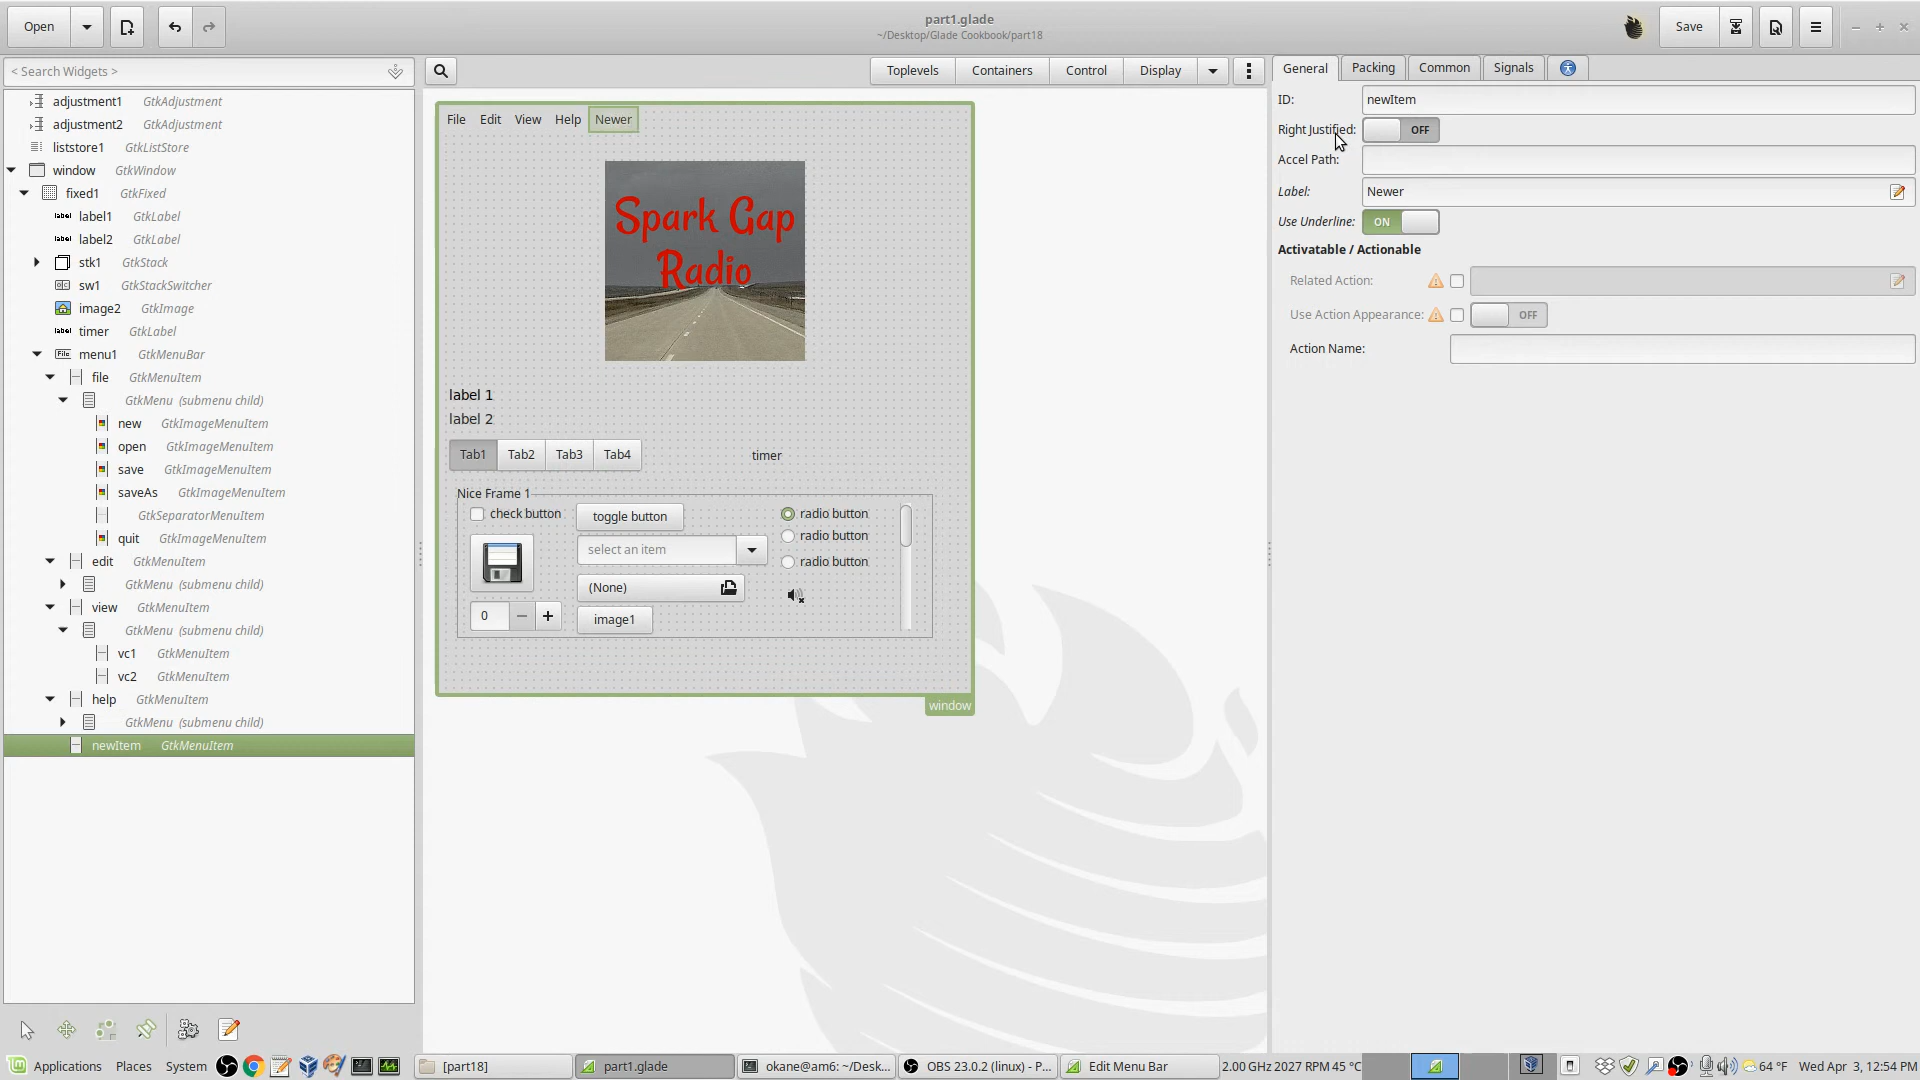 Open
part1.glade
~/Desktop/Glade Cookbook/part18
Save
< Search Widgets >
Toplevels
Containers
Control
Display
General
Packing
Common
Signals
adjustment1 GtkAdjustment
adjustment2 GtkAdjustment
liststore1 GtkListStore
window GtkWindow
fixed1 GtkFixed
label label1 GtkLabel
label label2 GtkLabel
stk1 GtkStack
sw1 GtkStackSwitcher
image2 GtkImage
label timer GtkLabel
File menu1 GtkMenuBar
file GtkMenuItem
GtkMenu (submenu child)
new GtkImageMenuItem
open GtkImageMenuItem
save GtkImageMenuItem
saveAs GtkImageMenuItem
GtkSeparatorMenuItem
quit GtkImageMenuItem
edit GtkMenuItem
GtkMenu (submenu child)
view GtkMenuItem
GtkMenu (submenu child)
vc1 GtkMenuItem
vc2 GtkMenuItem
help GtkMenuItem
GtkMenu (submenu child)
newItem GtkMenuItem
File Edit View Help Newer
Spark Gap
Radio
label 1
label 2
Tab1 Tab2 Tab3 Tab4 timer
Nice Frame 1
check button toggle button radio button
select an item radio button
radio button
(None)
0 − +
image1
window
ID: newItem
Right Justified: OFF
Accel Path:
Label: Newer
Use Underline: ON
Activatable / Actionable
Related Action:
Use Action Appearance: OFF
Action Name:
Applications Places System [part18] part1.glade okane@am6: ~/Desk... OBS 23.0.2 (linux) - P... Edit Menu Bar 2.00 GHz 2027 RPM 45 °C 64 °F Wed Apr 3, 12:54 PM